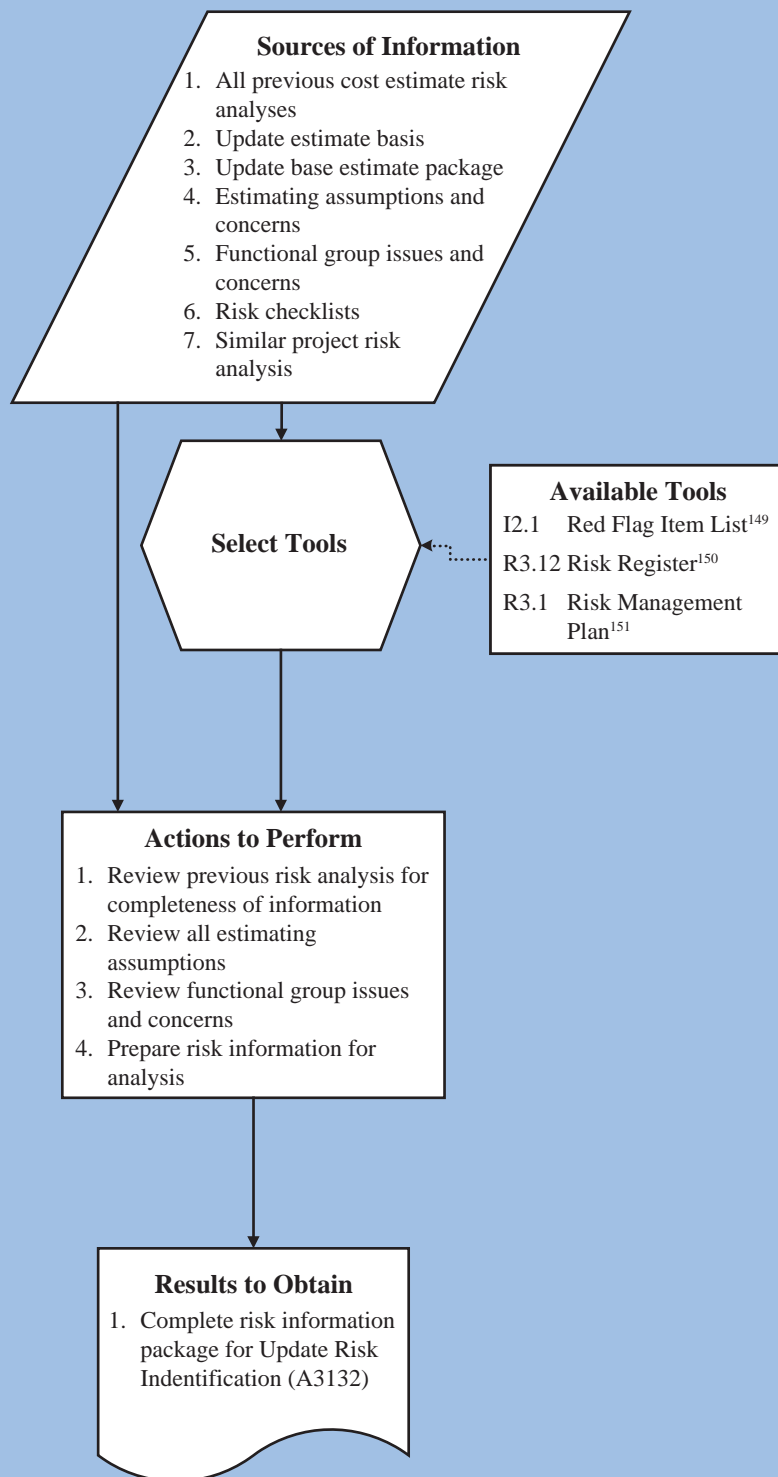 Sources of Information
1. All previous cost estimate risk
analyses
2. Update estimate basis
3. Update base estimate package
4. Estimating assumptions and
concerns
5. Functional group issues and
concerns
6. Risk checklists
7. Similar project risk
analysis
Select Tools
Available Tools
I2.1 Red Flag Item List149
R3.12 Risk Register150
R3.1 Risk Management
Plan151
Actions to Perform
1. Review previous risk analysis for
completeness of information
2. Review all estimating
assumptions
3. Review functional group issues
and concerns
4. Prepare risk information for
analysis
Results to Obtain
1. Complete risk information
package for Update Risk
Indentification (A3132)